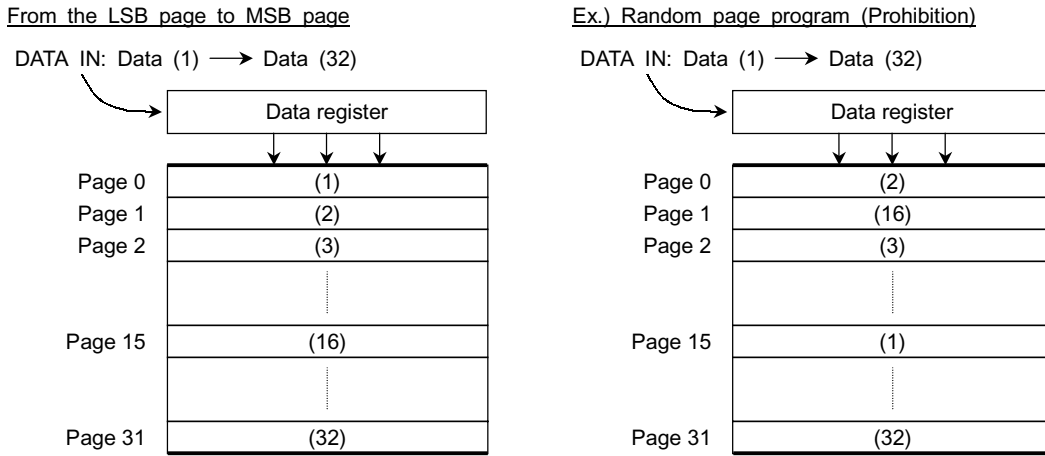 From the LSB page to MSB page
DATA IN: Data (1) → Data (32)
Data register
Page 0 (1)
Page 1 (2)
Page 2 (3)
Page 15 (16)
Page 31 (32)
Ex.) Random page program (Prohibition)
DATA IN: Data (1) → Data (32)
Data register
Page 0 (2)
Page 1 (16)
Page 2 (3)
Page 15 (1)
Page 31 (32)